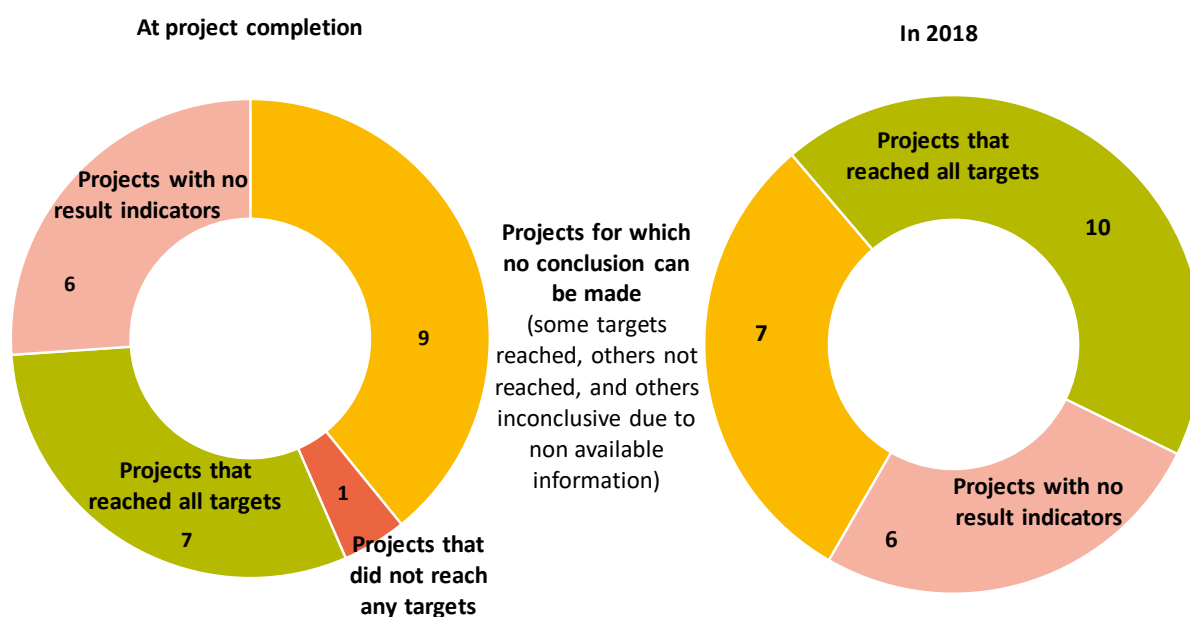 At project completion
In 2018
Projects with no
result indicators
6
9
Projects that
reached all targets
7
1
Projects that
did not reach
any targets
Projects for which
no conclusion can
be made
(some targets
reached, others not
reached, and others
inconclusive due to
non available
information)
Projects that
reached all targets
10
7
Projects with no
result indicators
6